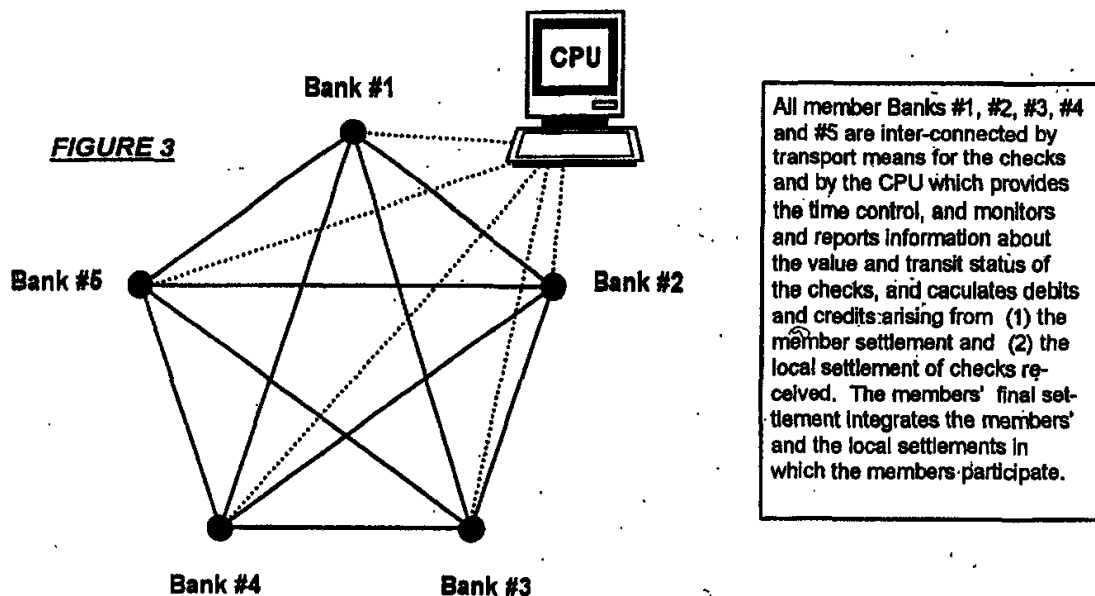 CPU
Bank #1
FIGURE 3
Bank #5
Bank #2
Bank #4
Bank #3
All member Banks #1, #2, #3, #4
and #5 are inter-connected by
transport means for the checks
and by the CPU which provides
the time control, and monitors
and reports information about
the value and transit status of
the checks, and caculates debits
and credits arising from (1) the
member settlement and (2) the
local settlement of checks re-
ceived. The members' final set-
tlement integrates the members'
and the local settlements in
which the members participate.